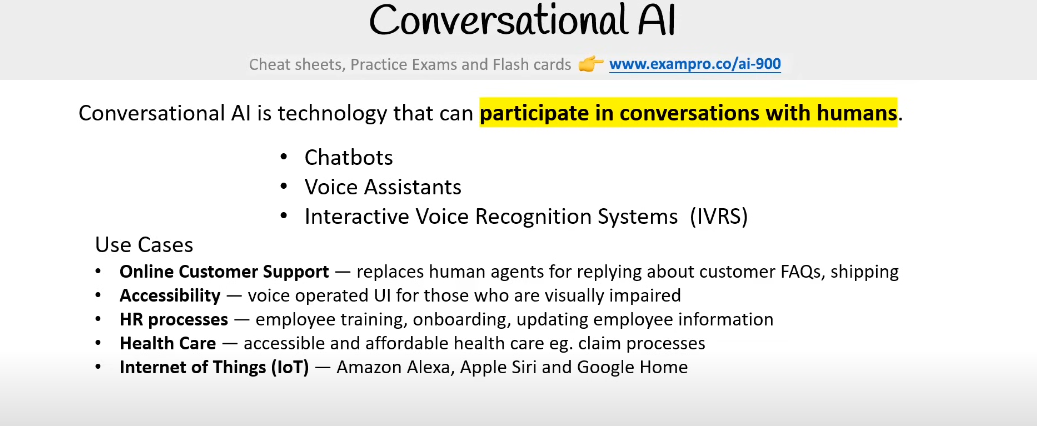 Conversational AI
Cheat sheets, Practice Exams and Flash cards 👉 www.exampro.co/ai-900
Conversational AI is technology that can participate in conversations with humans.
• Chatbots
• Voice Assistants
• Interactive Voice Recognition Systems (IVRS)
Use Cases
• Online Customer Support — replaces human agents for replying about customer FAQs, shipping
• Accessibility — voice operated UI for those who are visually impaired
• HR processes — employee training, onboarding, updating employee information
• Health Care — accessible and affordable health care eg. claim processes
• Internet of Things (IoT) — Amazon Alexa, Apple Siri and Google Home